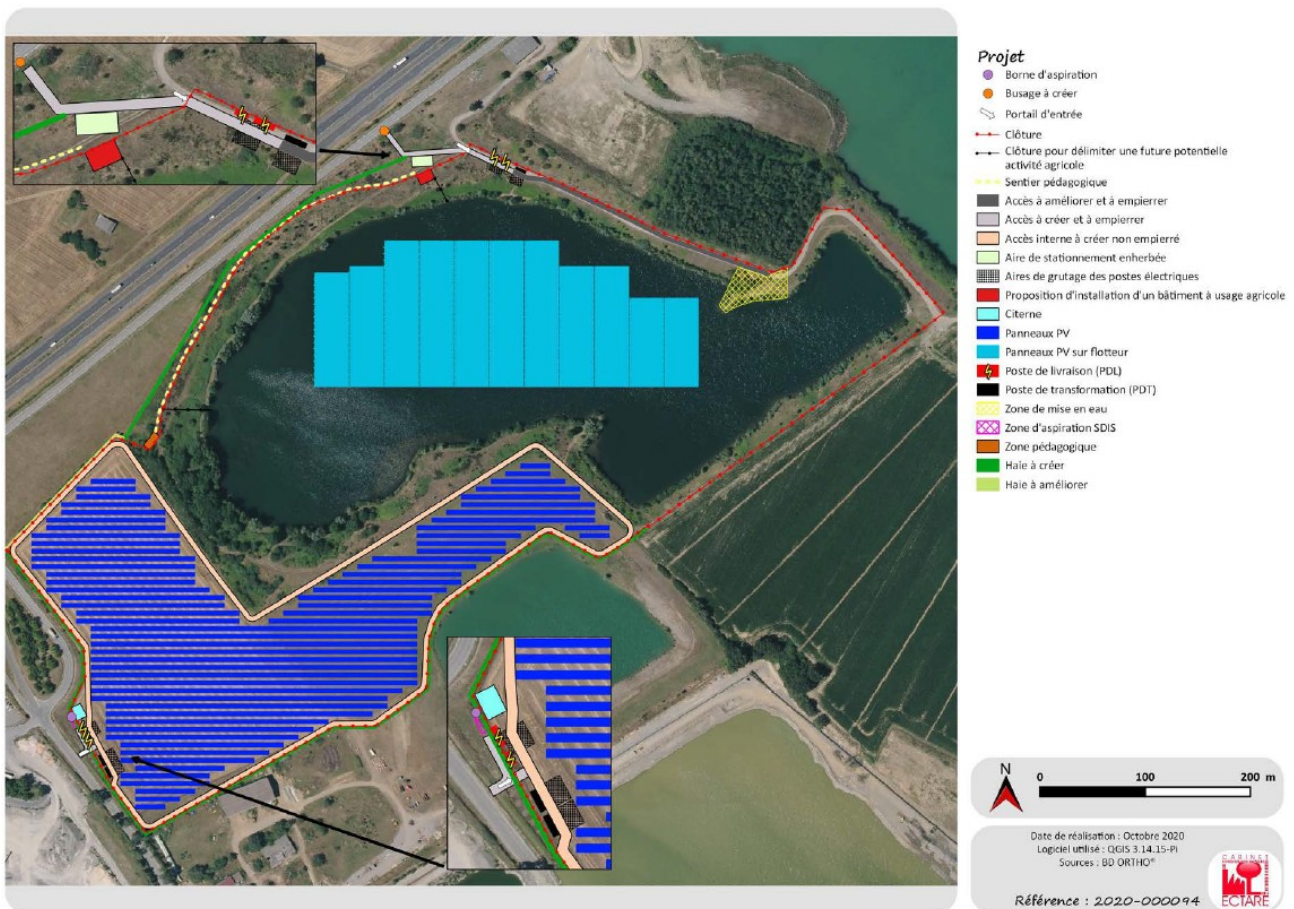 Projet
Borne d'aspiration
Busage à créer
Portail d'entrée
Clôture
Clôture pour délimiter une future potentielle
activité agricole
Sentier pédagogique
Accès à améliorer et à empierrer
Accès à créer et à empierrer
Accès interne à créer non empierré
Aire de stationnement enherbée
Aires de grutage des postes électriques
Proposition d'installation d'un bâtiment à usage agricole
Citerne
Panneaux PV
Panneaux PV sur flotteur
Poste de livraison (PDL)
Poste de transformation (PDT)
Zone de mise en eau
Zone d'aspiration SDIS
Zone pédagogique
Haie à créer
Haie à améliorer
N
0 100 200 m
Date de réalisation : Octobre 2020
Logiciel utilisé : QGIS 3.14.15-Pi
Sources : BD ORTHO®
Référence : 2020-000094
CABINET
ECTARE